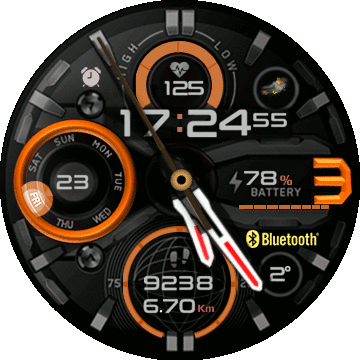 HIGH LOW
125
17:24 55
SAT SUN MON TUE WED THU FRI
23
78%
BATTERY
3
Bluetooth®
75
9238
6.70 Km
2°